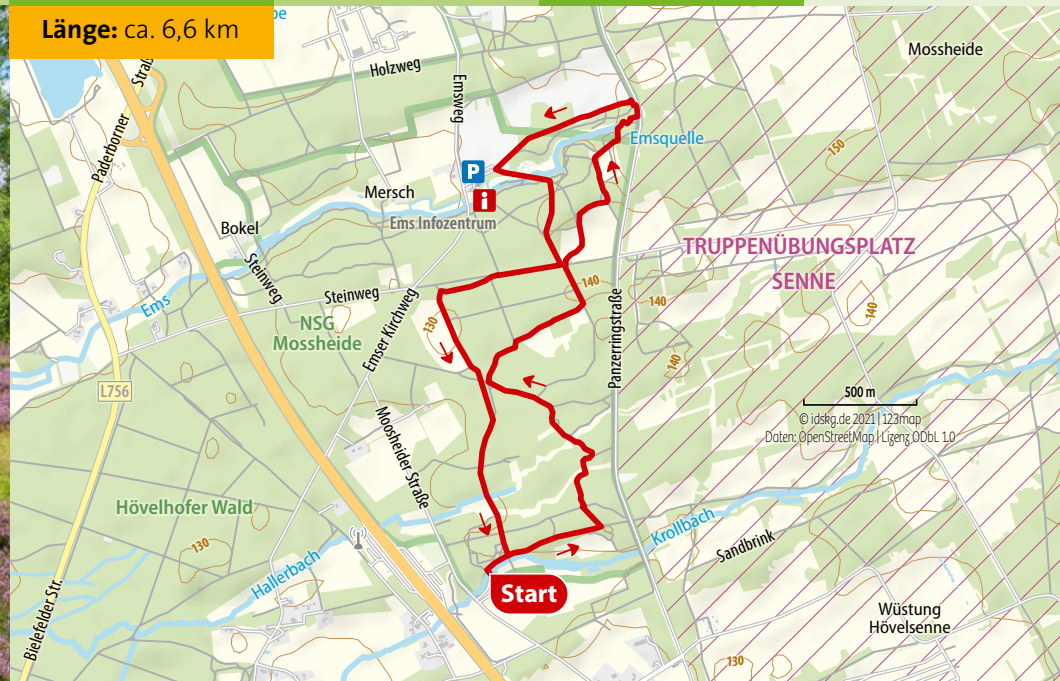 Länge: ca. 6,6 km
Mossheide
Holzweg
Emsweg
Paderborner
Emsquelle
150
P
i
Mersch
Ems Infozentrum
Bokel
TRUPPENÜBUNGSPLATZ
SENNE
Steinweg
Steinweg
140
140
140
140
130
Ems
NSG
Mossheide
Emser Kirchweg
Panzerringstraße
L756
500 m
© idskg.de 2021 | 123map
Daten: OpenStreetMap | Lizenz ODbL 1.0
Moosheider Straße
Hövelhofer Wald
130
Krollbach
Sandbrink
Hallerbach
Start
Bielefelder Str.
Wüstung
Hövelsenne
130